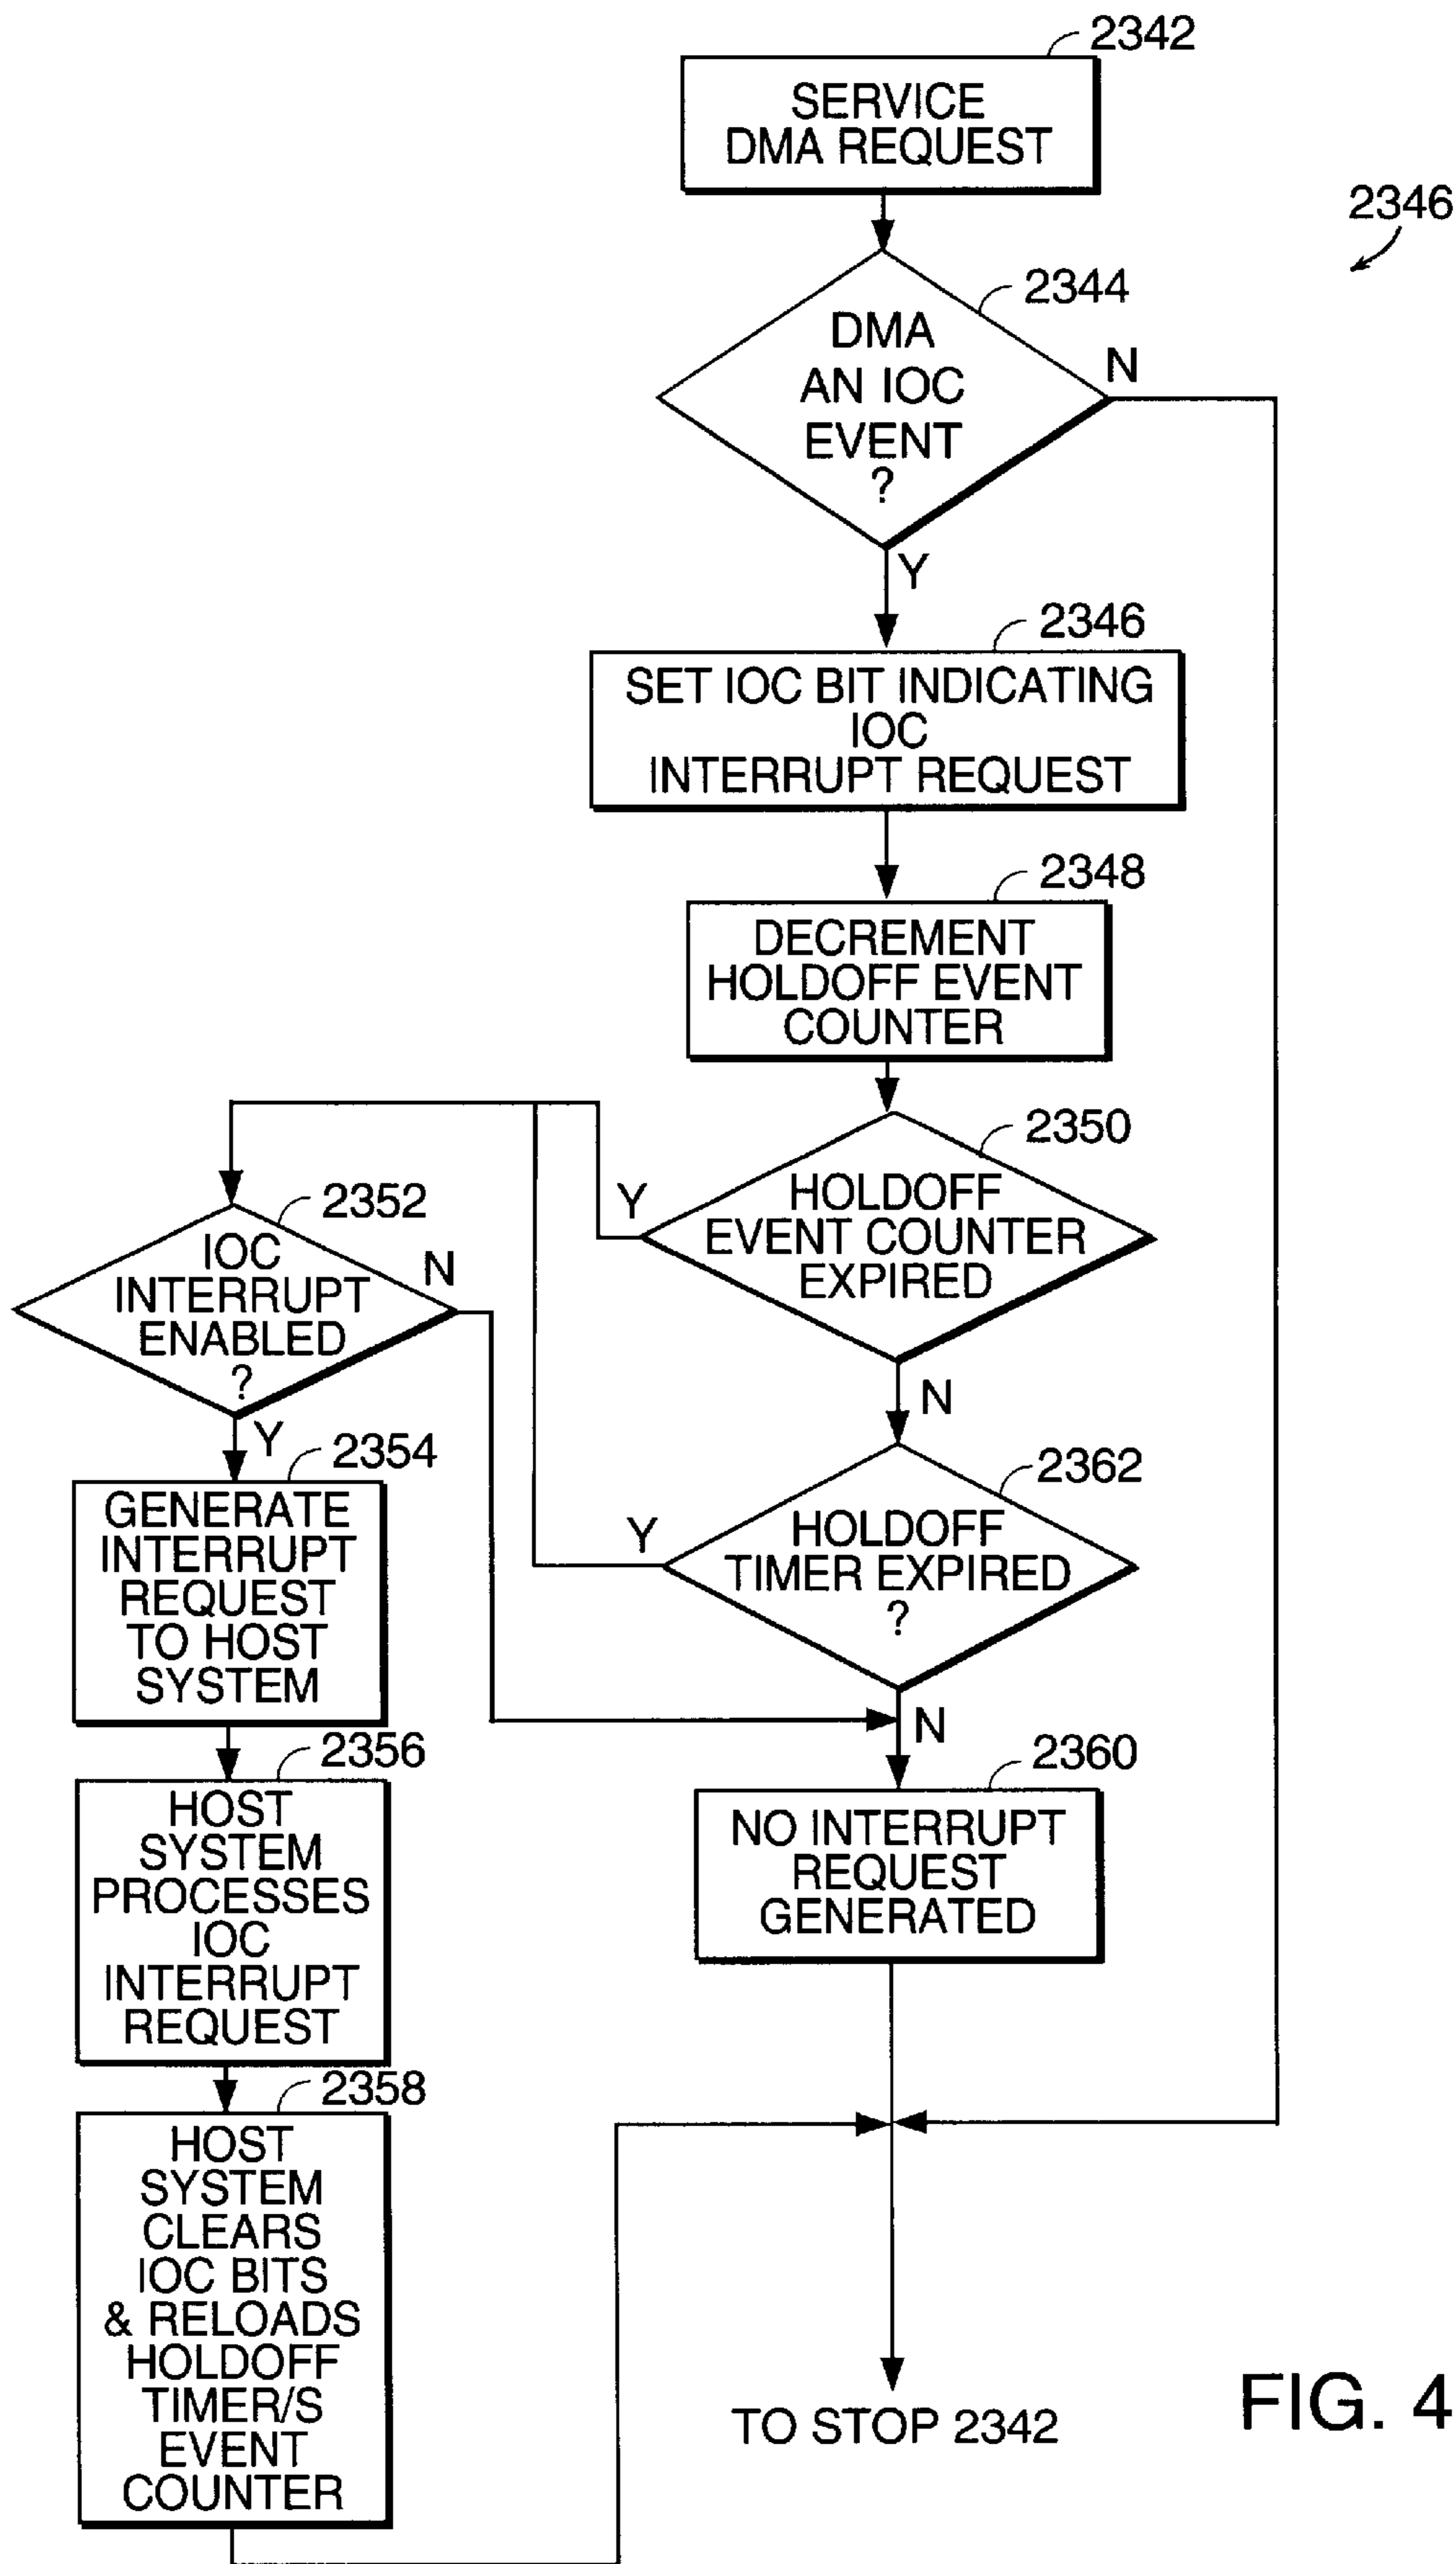 2342
SERVICE
DMA REQUEST
2346
2344
DMA
AN IOC
EVENT
?
N
Y
2346
SET IOC BIT INDICATING
IOC
INTERRUPT REQUEST
2348
DECREMENT
HOLDOFF EVENT
COUNTER
2350
HOLDOFF
EVENT COUNTER
EXPIRED
Y
N
2352
IOC
INTERRUPT
ENABLED
?
N
Y
2362
HOLDOFF
TIMER EXPIRED
?
Y
N
2354
GENERATE
INTERRUPT
REQUEST
TO HOST
SYSTEM
2356
HOST
SYSTEM
PROCESSES
IOC
INTERRUPT
REQUEST
2360
NO INTERRUPT
REQUEST
GENERATED
2358
HOST
SYSTEM
CLEARS
IOC BITS
& RELOADS
HOLDOFF
TIMER/S
EVENT
COUNTER
TO STOP 2342
FIG. 4